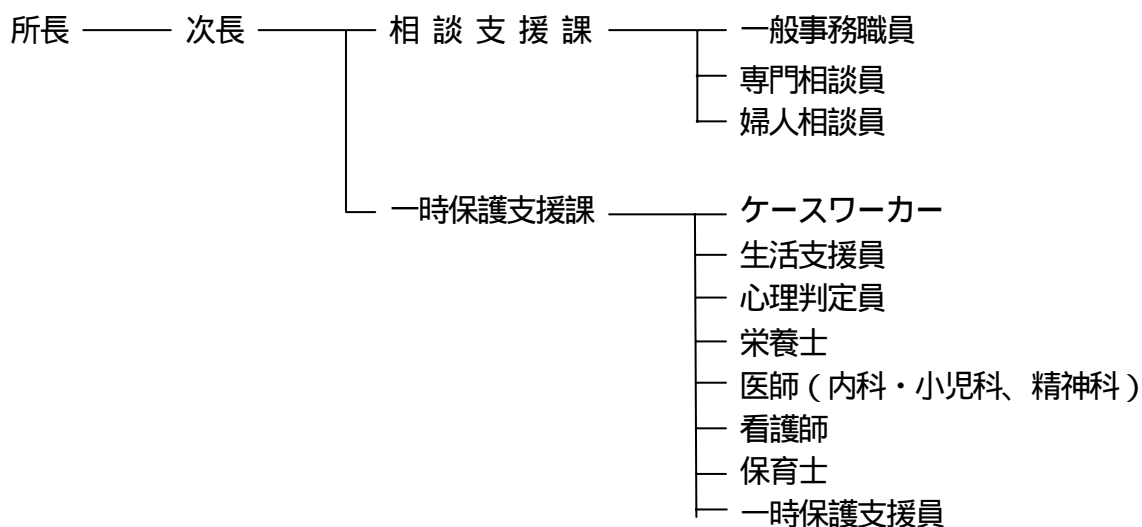 所長 次長 相談支援課 一般事務職員
専門相談員
婦人相談員
一時保護支援課 ケースワーカー
生活支援員
心理判定員
栄養士
医師（内科・小児科、精神科）
看護師
保育士
一時保護支援員